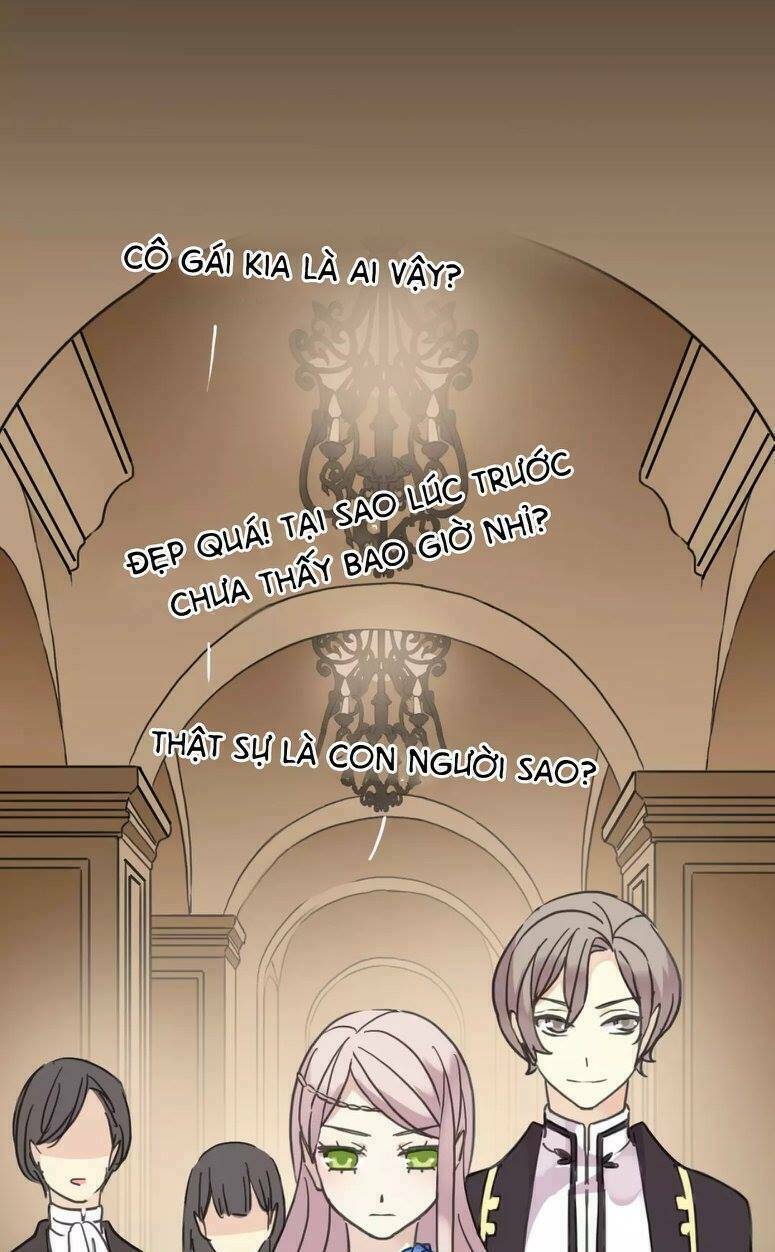 CÔ GÁI KIA LÀ AI VẬY?
ĐẸP QUÁ! TẠI SAO LÚC TRƯỚC
CHƯA THẤY BAO GIỜ NHỈ?
THẬT SỰ LÀ CON NGƯỜI SAO?